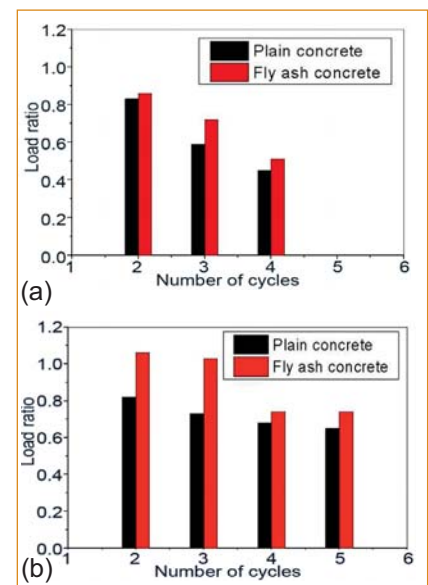 1.2
1.0
0.8
0.6
0.4
0.2
0.0
Load ratio
Plain concrete
Fly ash concrete
1 2 3 4 5 6
Number of cycles
(a)
1.2
1.0
0.8
0.6
0.4
0.2
0.0
Load ratio
Plain concrete
Fly ash concrete
1 2 3 4 5 6
Number of cycles
(b)